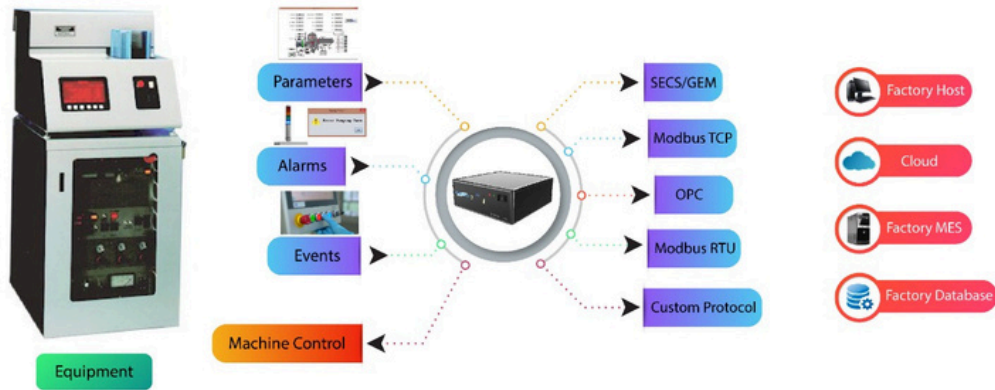 Parameters
Alarms
Events
Machine Control
Equipment
SECS/GEM
Modbus TCP
OPC
Modbus RTU
Custom Protocol
Factory Host
Cloud
Factory MES
Factory Database